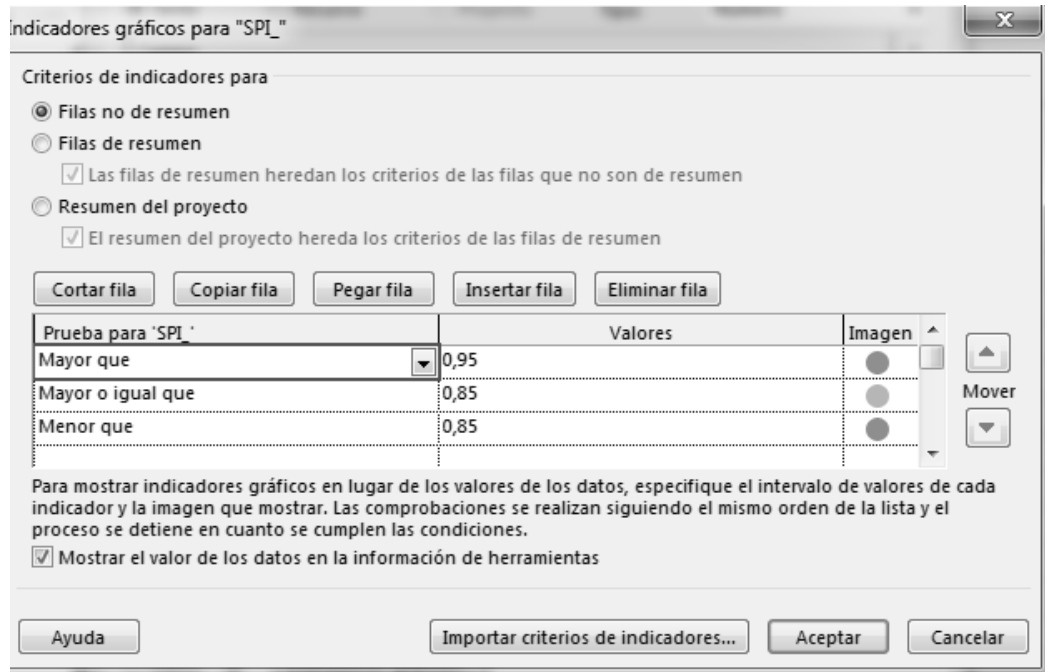 Indicadores gráficos para "SPI_"
Criterios de indicadores para
Filas no de resumen
Filas de resumen
Las filas de resumen heredan los criterios de las filas que no son de resumen
Resumen del proyecto
El resumen del proyecto hereda los criterios de las filas de resumen
Cortar fila Copiar fila Pegar fila Insertar fila Eliminar fila
Prueba para 'SPI_' Valores Imagen
Mayor que 0,95
Mayor o igual que 0,85
Menor que 0,85
Mover
Para mostrar indicadores gráficos en lugar de los valores de los datos, especifique el intervalo de valores de cada
indicador y la imagen que mostrar. Las comprobaciones se realizan siguiendo el mismo orden de la lista y el
proceso se detiene en cuanto se cumplen las condiciones.
Mostrar el valor de los datos en la información de herramientas
Ayuda Importar criterios de indicadores... Aceptar Cancelar